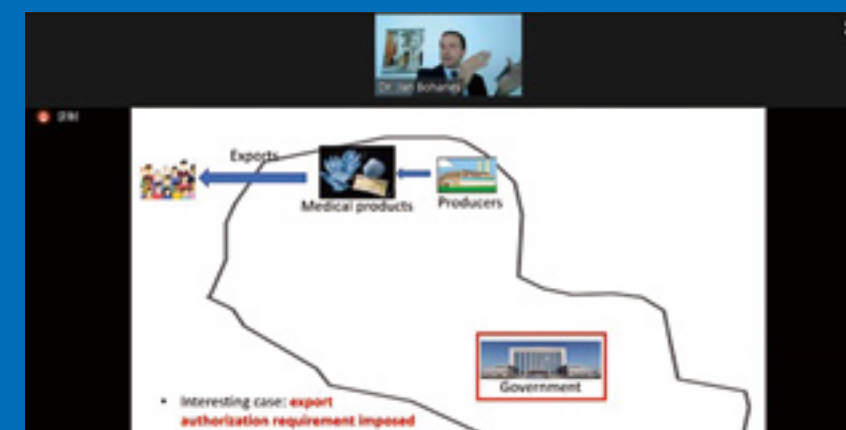 Dr. Jan Bohanes
Exports
Medical products
Producers
Government
• Interesting case: export
authorization requirement imposed